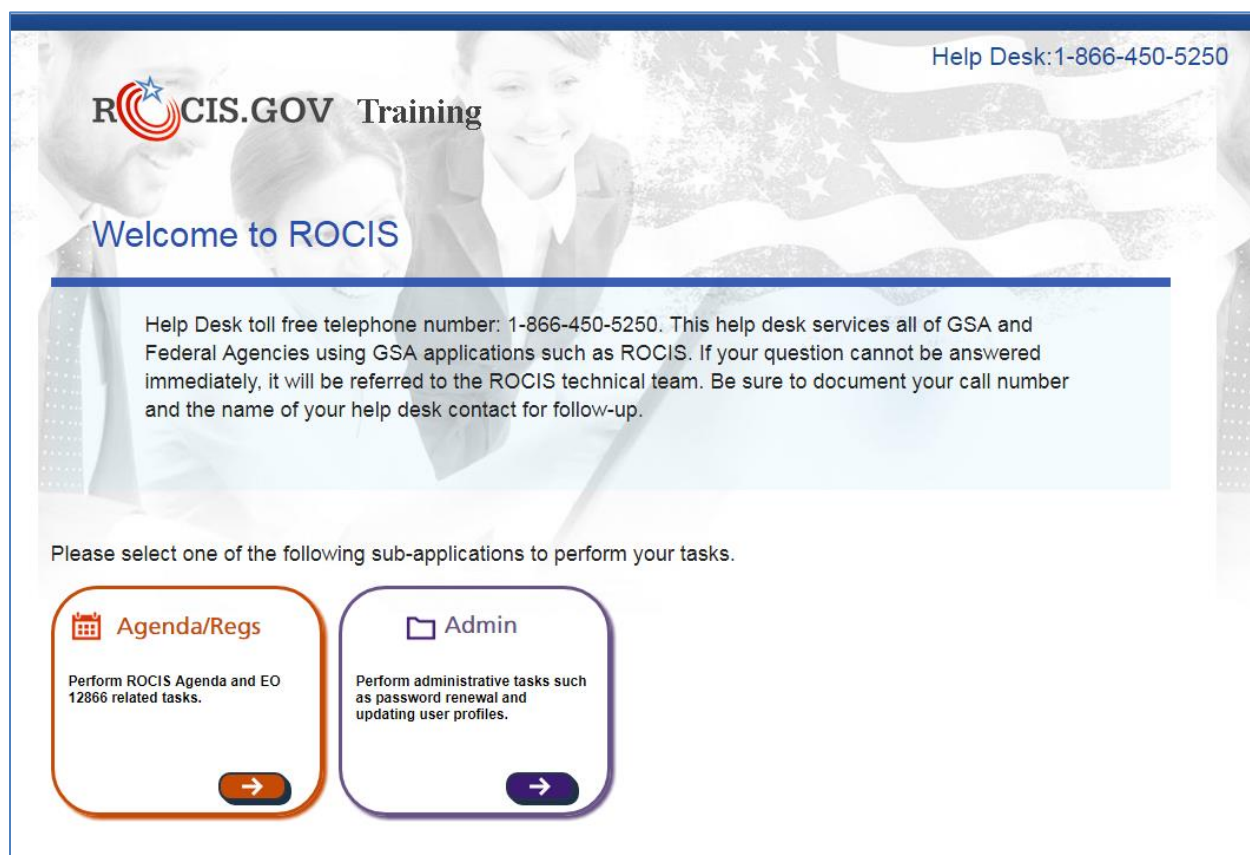 Help Desk:1-866-450-5250
ROCIS.GOV Training
Welcome to ROCIS
Help Desk toll free telephone number: 1-866-450-5250. This help desk services all of GSA and
Federal Agencies using GSA applications such as ROCIS. If your question cannot be answered
immediately, it will be referred to the ROCIS technical team. Be sure to document your call number
and the name of your help desk contact for follow-up.
Please select one of the following sub-applications to perform your tasks.
Agenda/Regs
Perform ROCIS Agenda and EO
12866 related tasks.
Admin
Perform administrative tasks such
as password renewal and
updating user profiles.